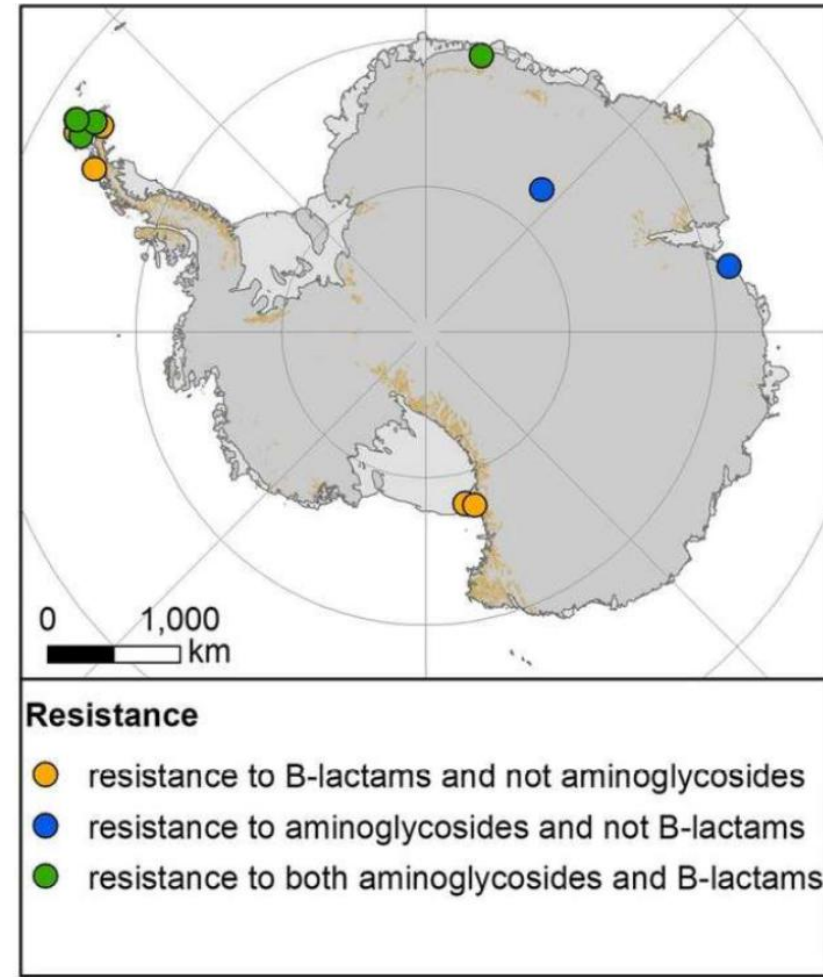 0 1,000
km
Resistance
resistance to B-lactams and not aminoglycosides
resistance to aminoglycosides and not B-lactams
resistance to both aminoglycosides and B-lactams